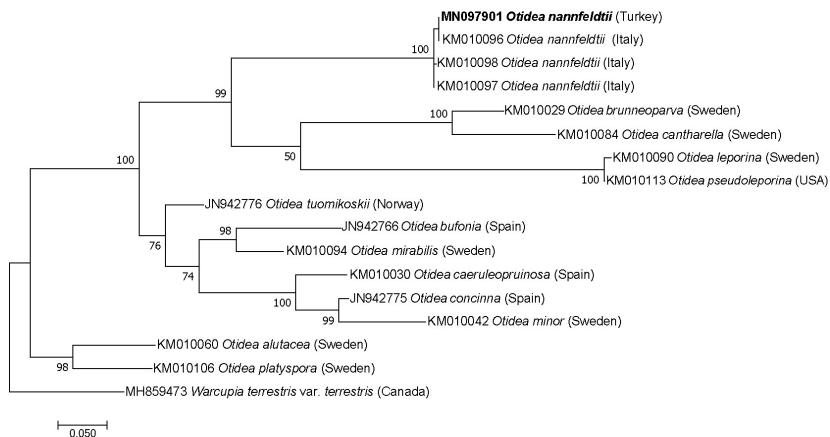 MN097901 Otidea nannfeldtii (Turkey)
KM010096 Otidea nannfeldtii (Italy)
100
KM010098 Otidea nannfeldtii (Italy)
KM010097 Otidea nannfeldtii (Italy)
99
KM010029 Otidea brunneoparva (Sweden)
100
KM010084 Otidea cantharella (Sweden)
50
KM010090 Otidea leporina (Sweden)
100
KM010113 Otidea pseudoleporina (USA)
100
JN942776 Otidea tuomikoskii (Norway)
76
JN942766 Otidea bufonia (Spain)
98
KM010094 Otidea mirabilis (Sweden)
74
KM010030 Otidea caeruleopruinosa (Spain)
100
JN942775 Otidea concinna (Spain)
99
KM010042 Otidea minor (Sweden)
KM010060 Otidea alutacea (Sweden)
98
KM010106 Otidea platyspora (Sweden)
MH859473 Warcupia terrestris var. terrestris (Canada)
0.050